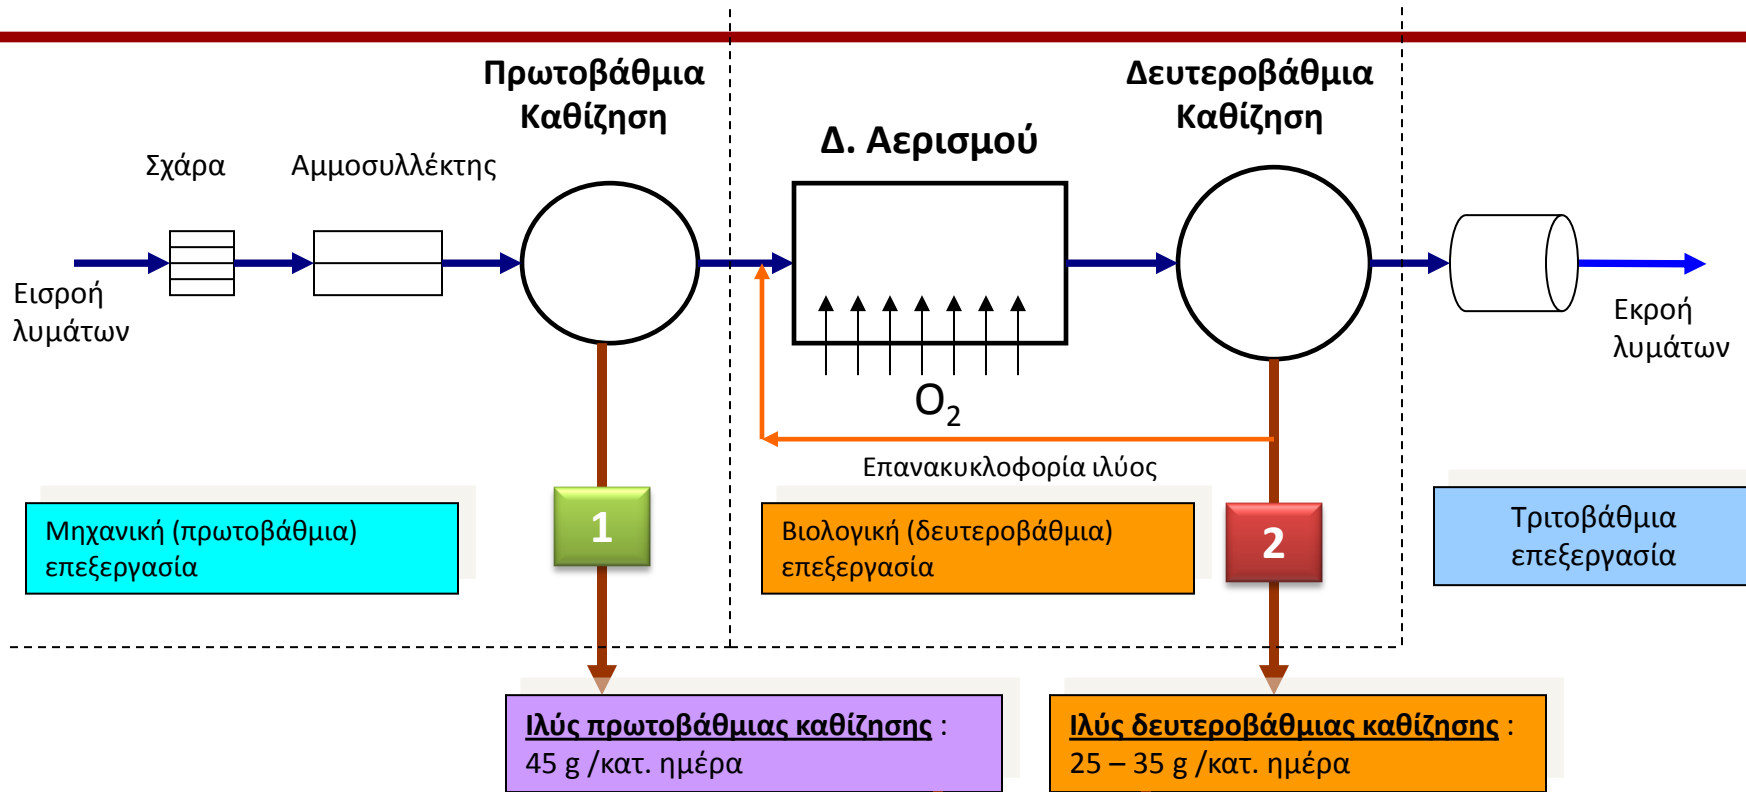 Πρωτοβάθμια
Καθίζηση
Δευτεροβάθμια
Καθίζηση
Δ. Αερισμού
Σχάρα
Αμμοσυλλέκτης
Εισροή
λυμάτων
Εκροή
λυμάτων
O2
Επανακυκλοφορία ιλύος
Μηχανική (πρωτοβάθμια)
επεξεργασία
1
Βιολογική (δευτεροβάθμια)
επεξεργασία
2
Τριτοβάθμια
επεξεργασία
Ιλύς πρωτοβάθμιας καθίζησης :
45 g /κατ. ημέρα
Ιλύς δευτεροβάθμιας καθίζησης :
25 – 35 g /κατ. ημέρα